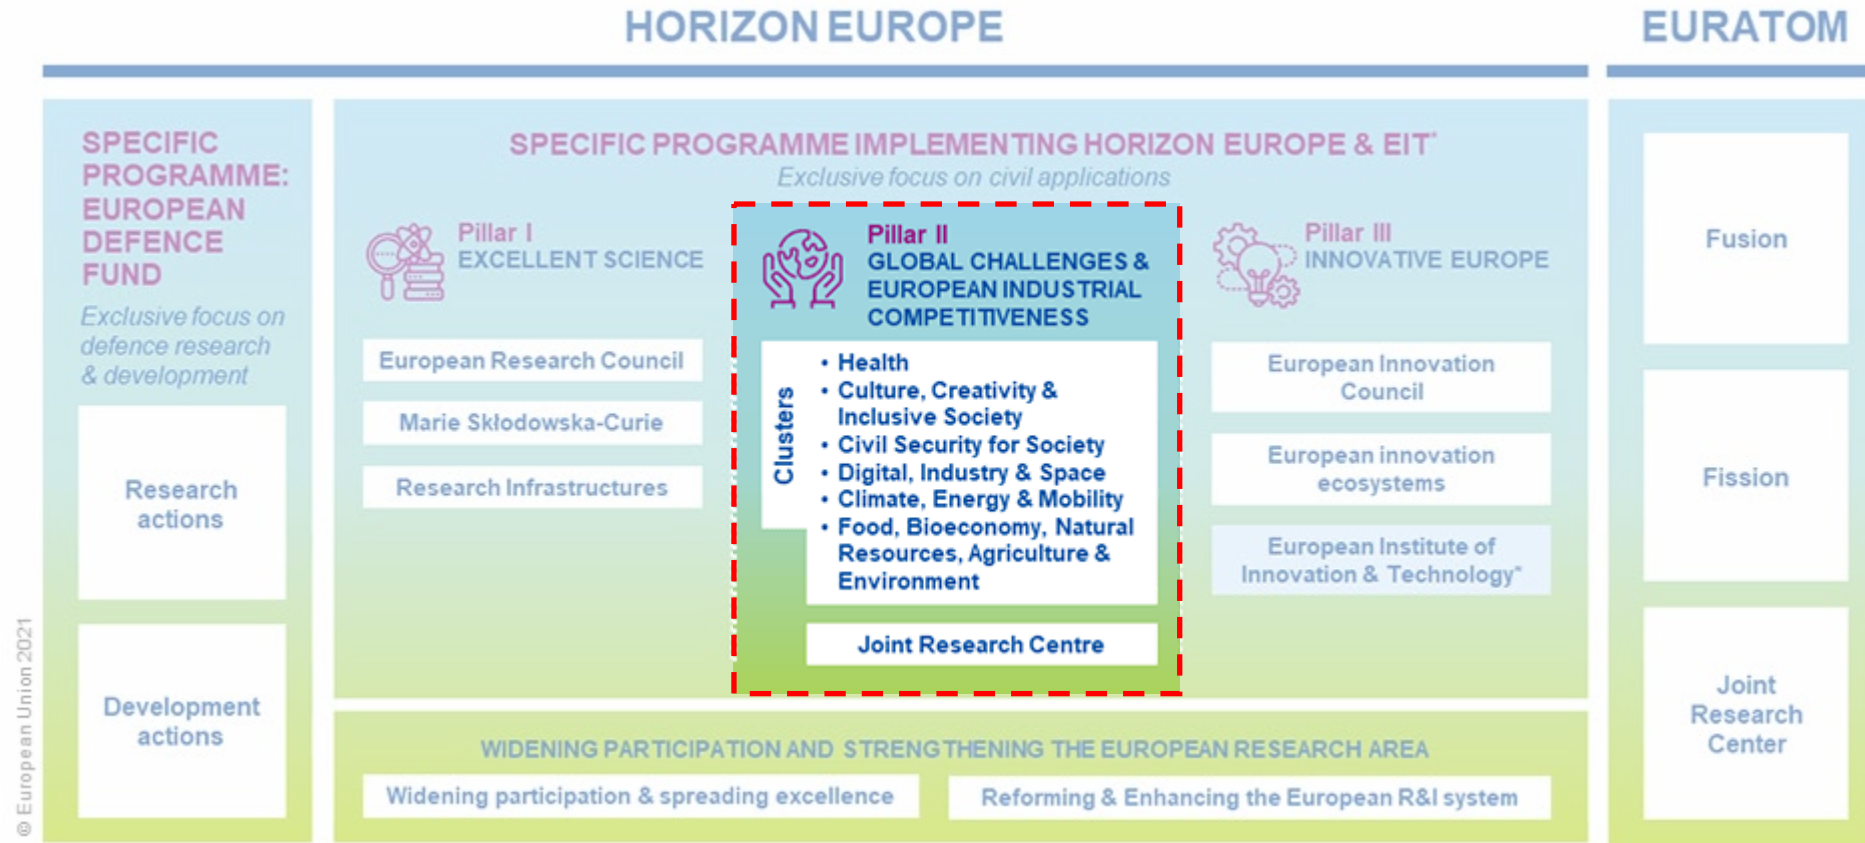 HORIZON EUROPE
EURATOM
SPECIFIC
PROGRAMME:
EUROPEAN
DEFENCE
FUND
Exclusive focus on
defence research
& development
Research
actions
Development
actions
SPECIFIC PROGRAMME IMPLEMENTING HORIZON EUROPE & EIT*
Exclusive focus on civil applications
Pillar I
EXCELLENT SCIENCE
European Research Council
Marie Skłodowska-Curie
Research Infrastructures
Pillar II
GLOBAL CHALLENGES &
EUROPEAN INDUSTRIAL
COMPETITIVENESS
Clusters
• Health
• Culture, Creativity &
Inclusive Society
• Civil Security for Society
• Digital, Industry & Space
• Climate, Energy & Mobility
• Food, Bioeconomy, Natural
Resources, Agriculture &
Environment
Joint Research Centre
Pillar III
INNOVATIVE EUROPE
European Innovation
Council
European innovation
ecosystems
European Institute of
Innovation & Technology*
WIDENING PARTICIPATION AND STRENGTHENING THE EUROPEAN RESEARCH AREA
Widening participation & spreading excellence
Reforming & Enhancing the European R&I system
Fusion
Fission
Joint
Research
Center
© European Union 2021